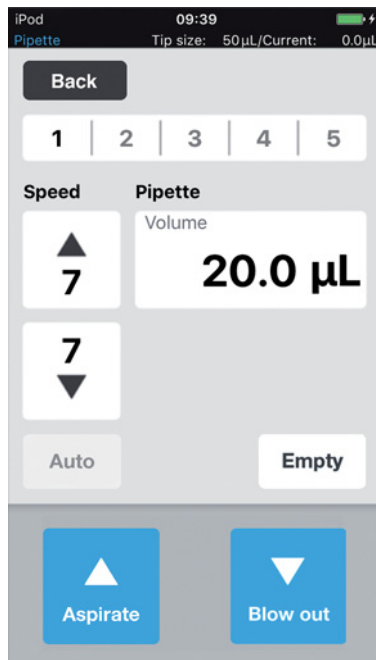 iPod 09:39
Pipette Tip size: 50µL/Current: 0.0µL
Back
1 2 3 4 5
Speed Pipette
Volume
7 20.0 µL
7
Auto Empty
Aspirate Blow out